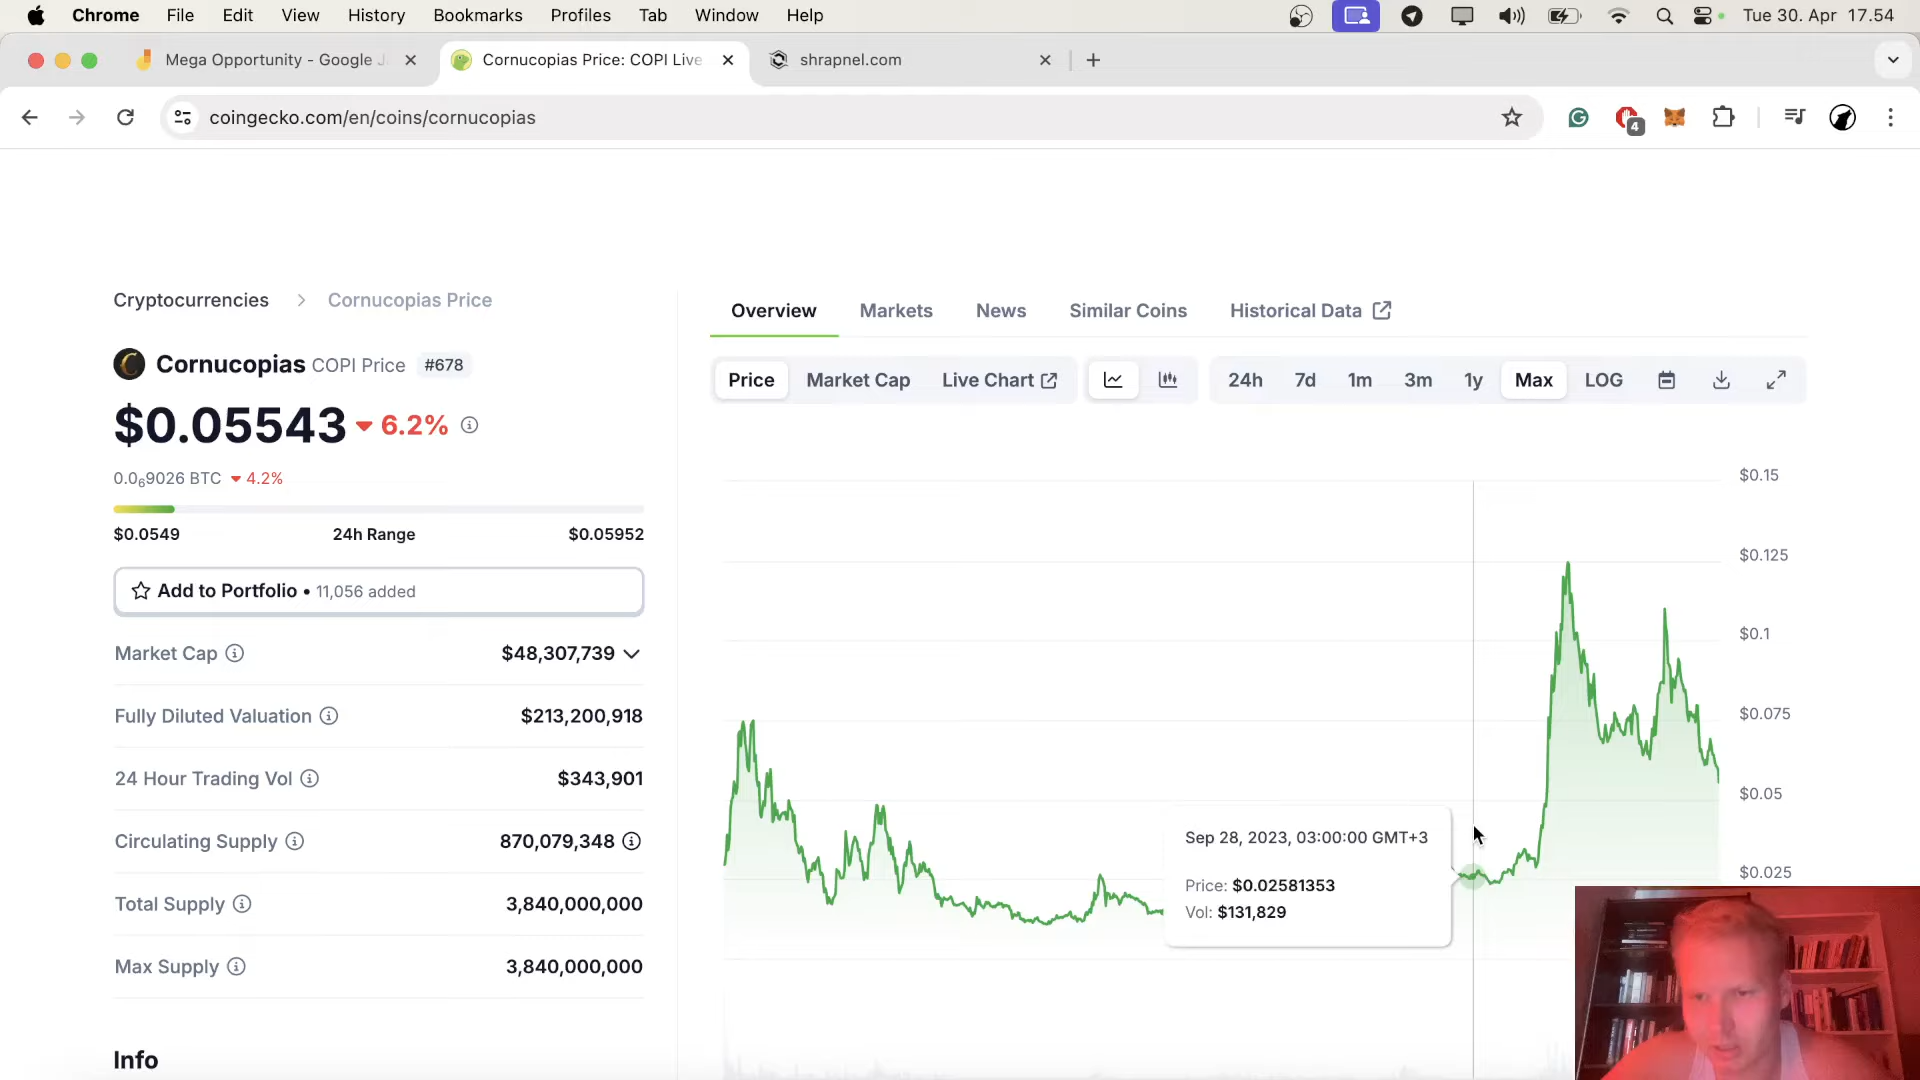 Chrome File Edit View History Bookmarks Profiles Tab Window Help Tue 30. Apr 17.54
Mega Opportunity - Google J
Cornucopias Price: COPI Live
shrapnel.com
coingecko.com/en/coins/cornucopias
4
Cryptocurrencies > Cornucopias Price
Cornucopias COPI Price #678
$0.05543 6.2%
0.0₆9026 BTC 4.2%
$0.0549 24h Range $0.05952
Add to Portfolio • 11,056 added
Market Cap $48,307,739
Fully Diluted Valuation $213,200,918
24 Hour Trading Vol $343,901
Circulating Supply 870,079,348
Total Supply 3,840,000,000
Max Supply 3,840,000,000
Info
Overview Markets News Similar Coins Historical Data
Price Market Cap Live Chart 24h 7d 1m 3m 1y Max LOG
$0.15
$0.125
$0.1
$0.075
$0.05
$0.025
Sep 28, 2023, 03:00:00 GMT+3
Price: $0.02581353
Vol: $131,829